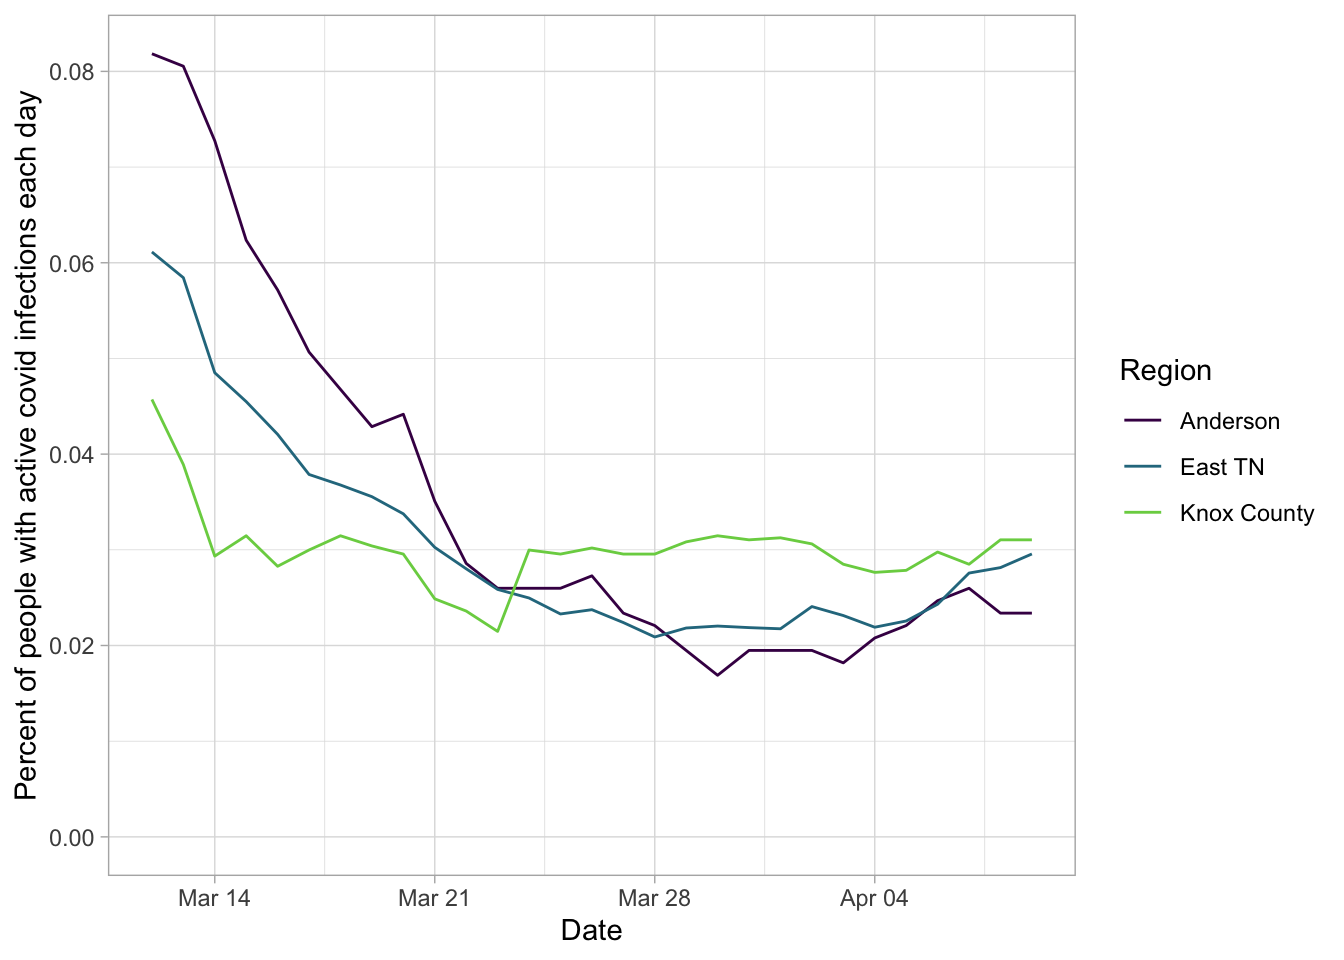 Percent of people with active covid infections each day
0.08
0.06
0.04
0.02
0.00
Mar 14
Mar 21
Mar 28
Apr 04
Date
Region
Anderson
East TN
Knox County